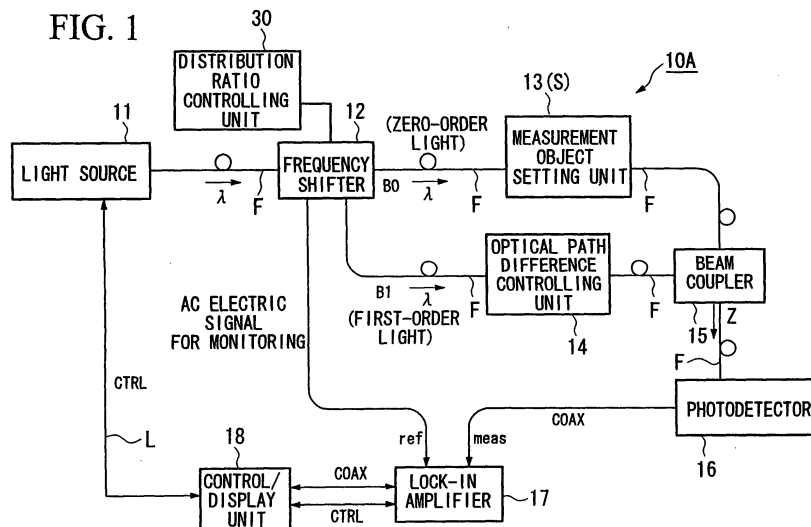 FIG. 1
30
DISTRIBUTION
RATIO
CONTROLLING
UNIT
10A
11
LIGHT SOURCE
λ
F
12
FREQUENCY
SHIFTER
(ZERO-ORDER
LIGHT)
B0
λ
F
13(S)
MEASUREMENT
OBJECT
SETTING UNIT
F
B1
λ
(FIRST-ORDER
LIGHT)
F
OPTICAL PATH
DIFFERENCE
CONTROLLING
UNIT
14
F
BEAM
COUPLER
15
Z
F
AC ELECTRIC
SIGNAL
FOR MONITORING
CTRL
L
PHOTODETECTOR
16
COAX
ref
meas
18
CONTROL/
DISPLAY
UNIT
COAX
CTRL
LOCK-IN
AMPLIFIER
17